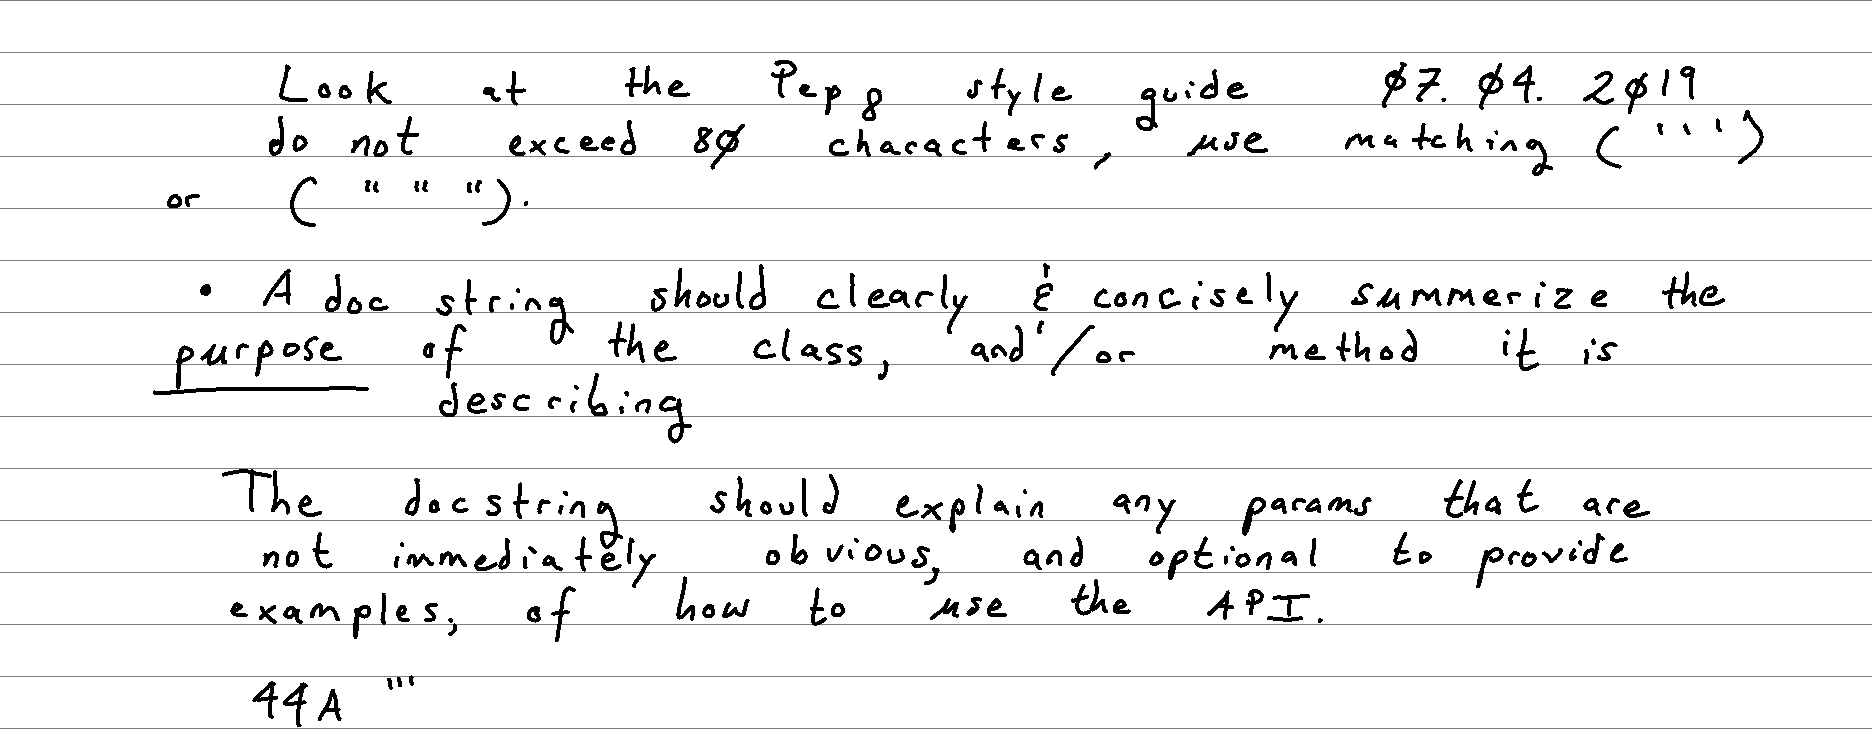 Look at the Pep 8 style guide 07.04.2019
do not exceed 80 characters, use matching (''')
or (" " ").
• A doc string should clearly & concisely summerize the
purpose of the class, and/or method it is
describing
The docstring should explain any params that are
not immediately obvious, and optional to provide
examples, of how to use the API.
44A '''